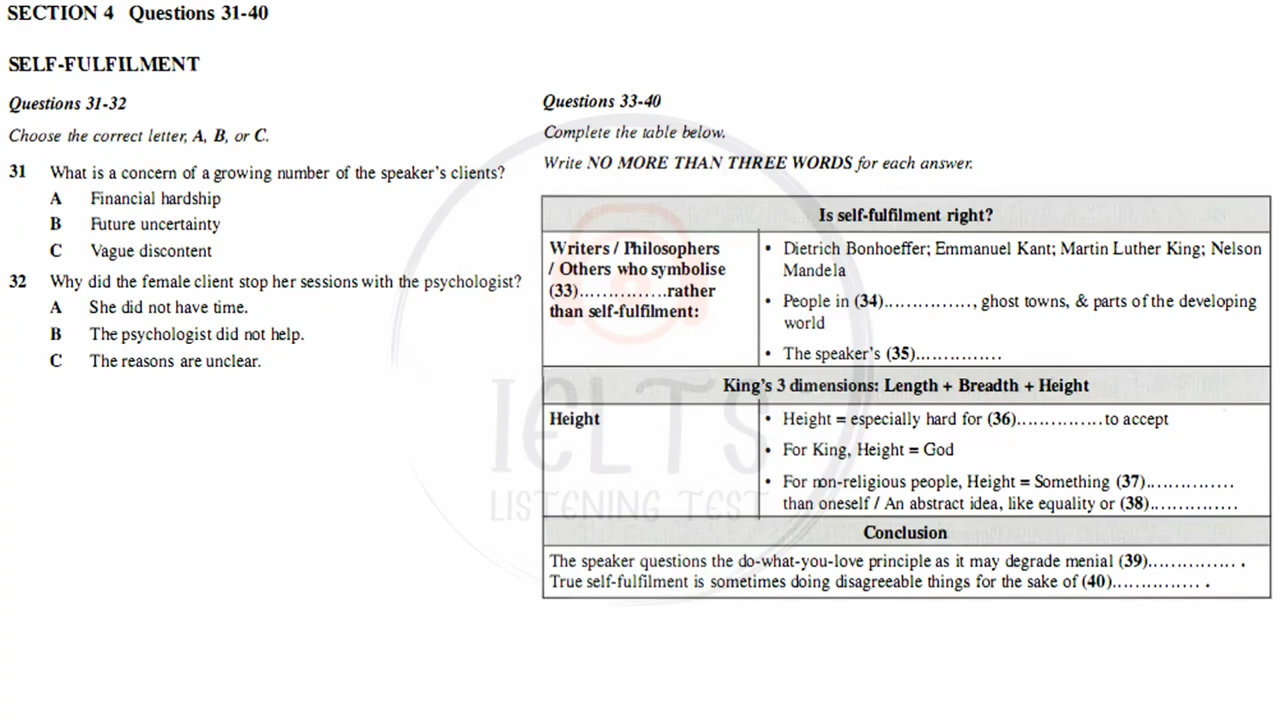 SECTION 4 Questions 31-40
SELF-FULFILMENT
Questions 31-32
Choose the correct letter, A, B, or C.
31 What is a concern of a growing number of the speaker's clients?
A Financial hardship
B Future uncertainty
C Vague discontent
32 Why did the female client stop her sessions with the psychologist?
A She did not have time.
B The psychologist did not help.
C The reasons are unclear.
Questions 33-40
Complete the table below.
Write NO MORE THAN THREE WORDS for each answer.
Is self-fulfilment right?
Writers / Philosophers
/ Others who symbolise
(33)...............rather
than self-fulfilment:
• Dietrich Bonhoeffer; Emmanuel Kant; Martin Luther King; Nelson
Mandela
• People in (34)..............., ghost towns, & parts of the developing
world
• The speaker's (35)...............
King's 3 dimensions: Length + Breadth + Height
Height
• Height = especially hard for (36)...............to accept
• For King, Height = God
• For non-religious people, Height = Something (37)...............
than oneself / An abstract idea, like equality or (38)...............
Conclusion
The speaker questions the do-what-you-love principle as it may degrade menial (39)............... .
True self-fulfilment is sometimes doing disagreeable things for the sake of (40)............... .
IELTS
LISTENING TEST